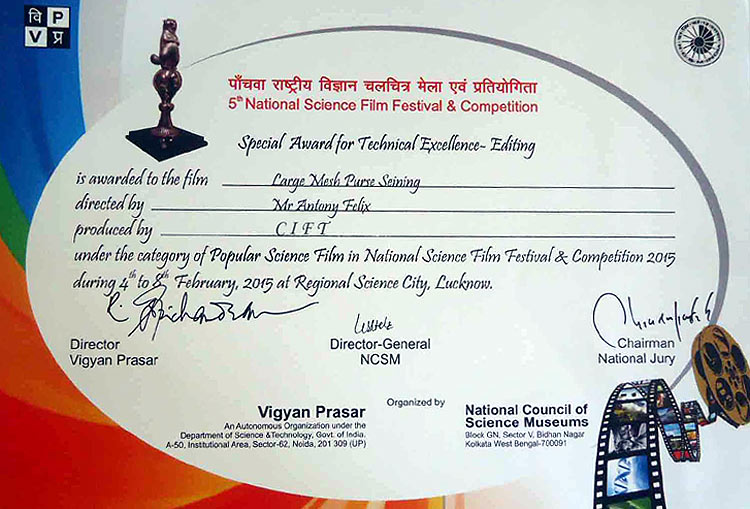 वि P
V प्र
पाँचवा राष्ट्रीय विज्ञान चलचित्र मेला एवं प्रतियोगिता
5th National Science Film Festival & Competition
Special Award for Technical Excellence- Editing
is awarded to the film Large Mesh Purse Seining
directed by Mr Antony Felix
produced by C I F T
under the category of Popular Science Film in National Science Film Festival & Competition 2015
during 4th to 8th February, 2015 at Regional Science City, Lucknow.
Director
Vigyan Prasar
Director-General
NCSM
Chairman
National Jury
Organized by
Vigyan Prasar
An Autonomous Organization under the
Department of Science &Technology, Govt. of India.
A-50, Institutional Area, Sector-62, Noida, 201 309 (UP)
National Council of
Science Museums
Block GN, Sector V, Bidhan Nagar
Kolkata West Bengal-700091